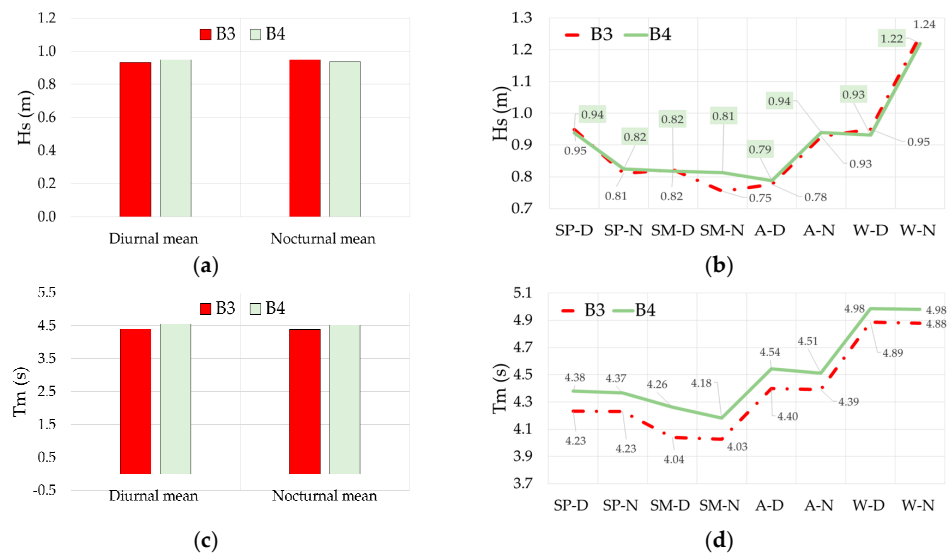 B3 B4
1.2
1.0
0.8
0.6
0.4
0.2
0.0
Hs (m)
Diurnal mean Nocturnal mean
(a)
B3 B4
1.3
1.2
1.1
1.0
0.9
0.8
0.7
Hs (m)
1.24
1.22
0.94 0.82 0.82 0.81 0.79 0.94 0.93
0.95 0.81 0.82 0.75 0.78 0.93 0.95
SP-D SP-N SM-D SM-N A-D A-N W-D W-N
(b)
B3 B4
5.5
4.5
3.5
2.5
1.5
0.5
-0.5
Tm (s)
Diurnal mean Nocturnal mean
(c)
B3 B4
5.1
4.9
4.7
4.5
4.3
4.1
3.9
3.7
Tm (s)
4.38 4.37 4.26 4.18 4.54 4.51 4.98 4.98
4.23 4.23 4.04 4.03 4.40 4.39 4.89 4.88
SP-D SP-N SM-D SM-N A-D A-N W-D W-N
(d)